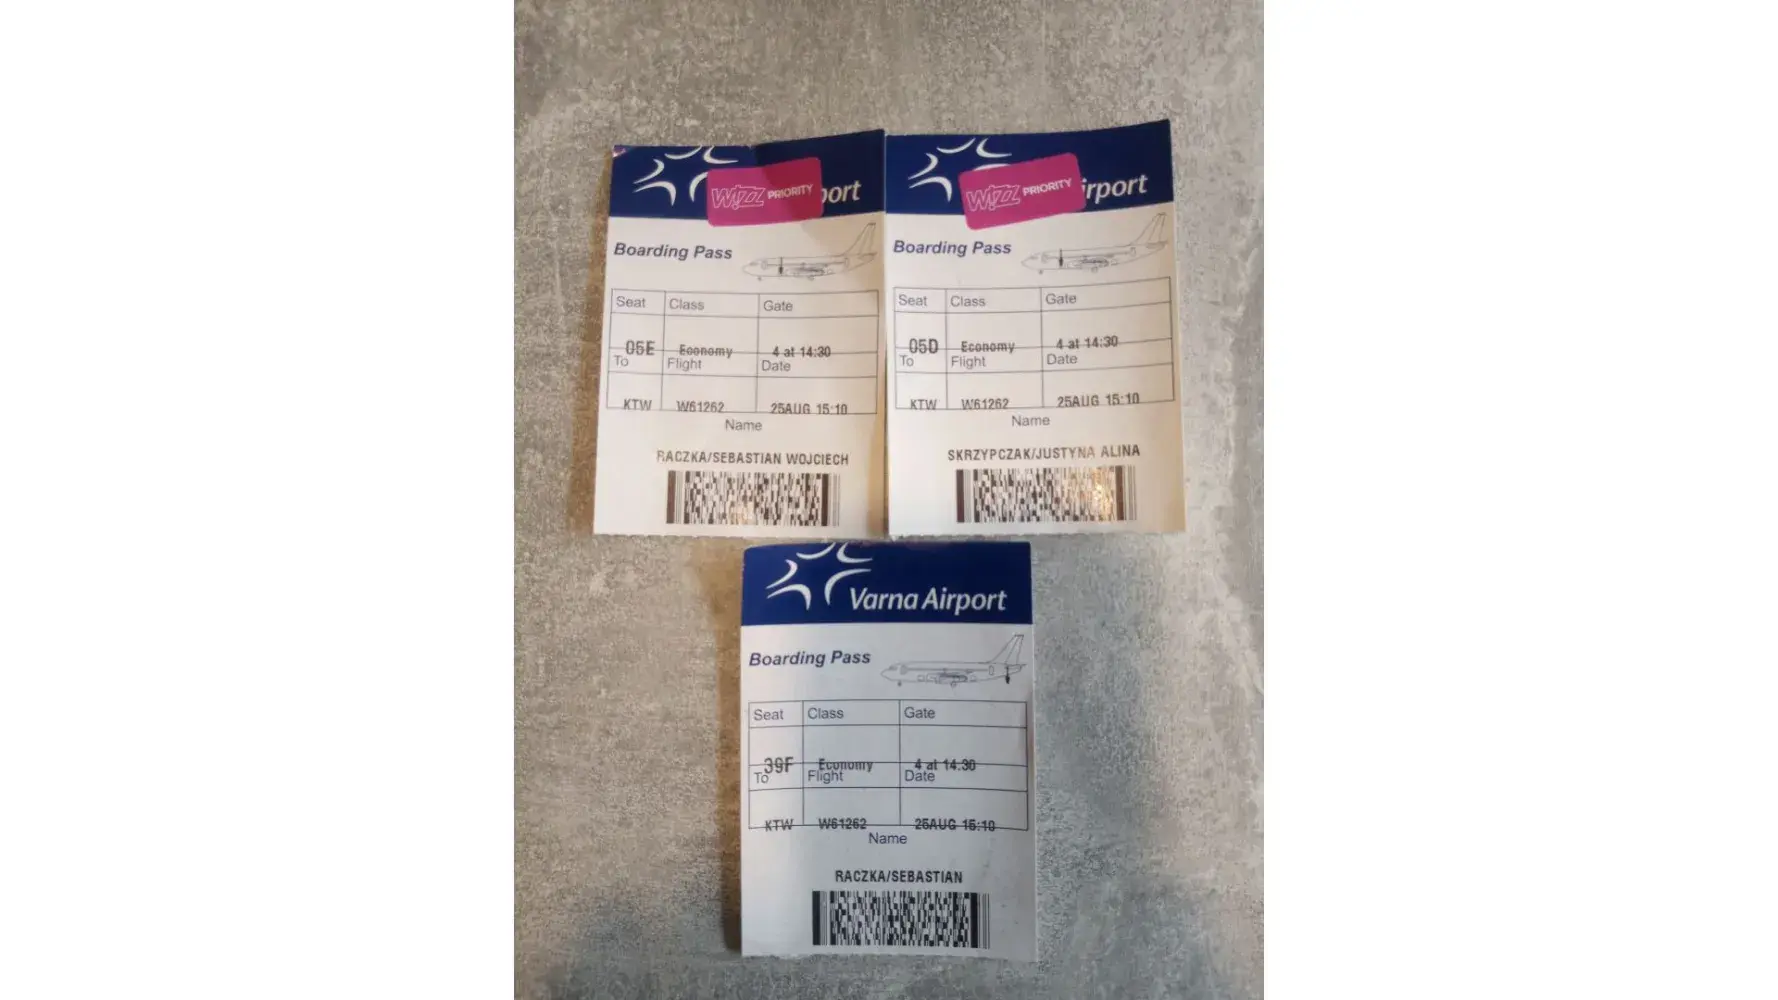 WIZZ PRIORITY
port
Boarding Pass
Seat Class Gate
05E Economy 4 at 14:30
To Flight Date
KTW W61262 25AUG 15:10
Name
RACZKA/SEBASTIAN WOJCIECH
WIZZ PRIORITY
irport
Boarding Pass
Seat Class Gate
05D Economy 4 at 14:30
To Flight Date
KTW W61262 25AUG 15:10
Name
SKRZYPCZAK/JUSTYNA ALINA
Varna Airport
Boarding Pass
Seat Class Gate
39F Economy 4 at 14:30
To Flight Date
KTW W61262 25AUG 15:10
Name
RACZKA/SEBASTIAN